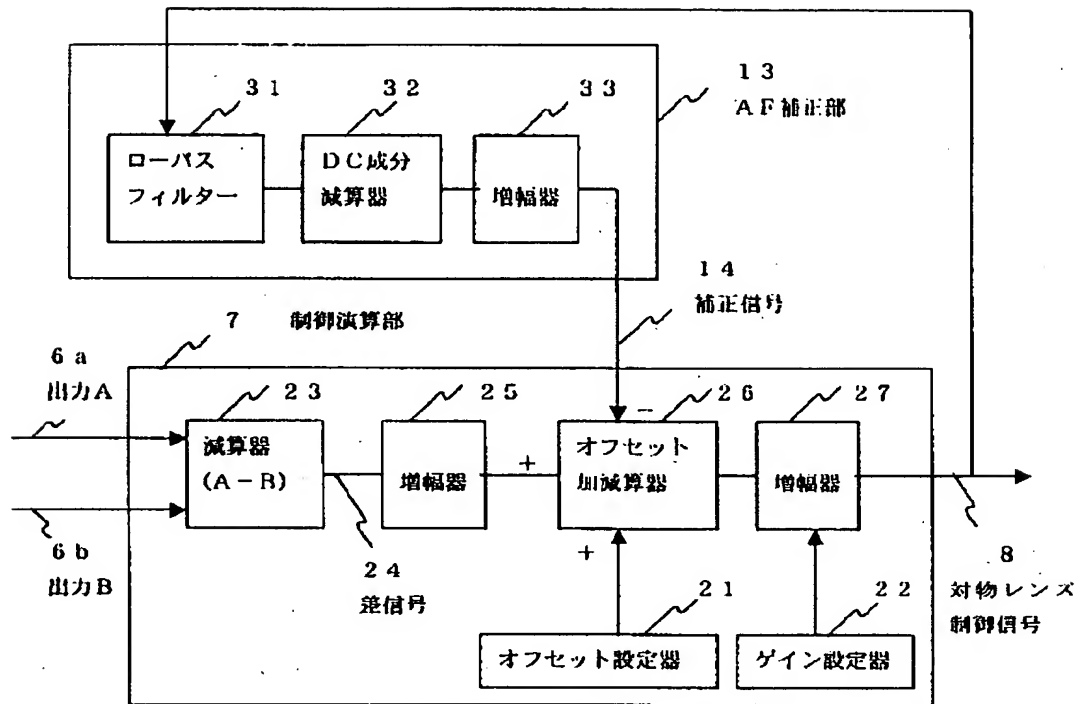 ３１
３２
３３
１３
ＡＦ補正部
ローパス
フィルター
ＤＣ成分
減算器
増幅器
１４
補正信号
７ 制御演算部
６ａ
出力Ａ
２３
２５
２６
２７
減算器
(Ａ－Ｂ)
増幅器
＋
－
オフセット
加減算器
増幅器
６ｂ
出力Ｂ
２４
差信号
＋
２１
２２
８
対物レンズ
制御信号
オフセット設定器
ゲイン設定器